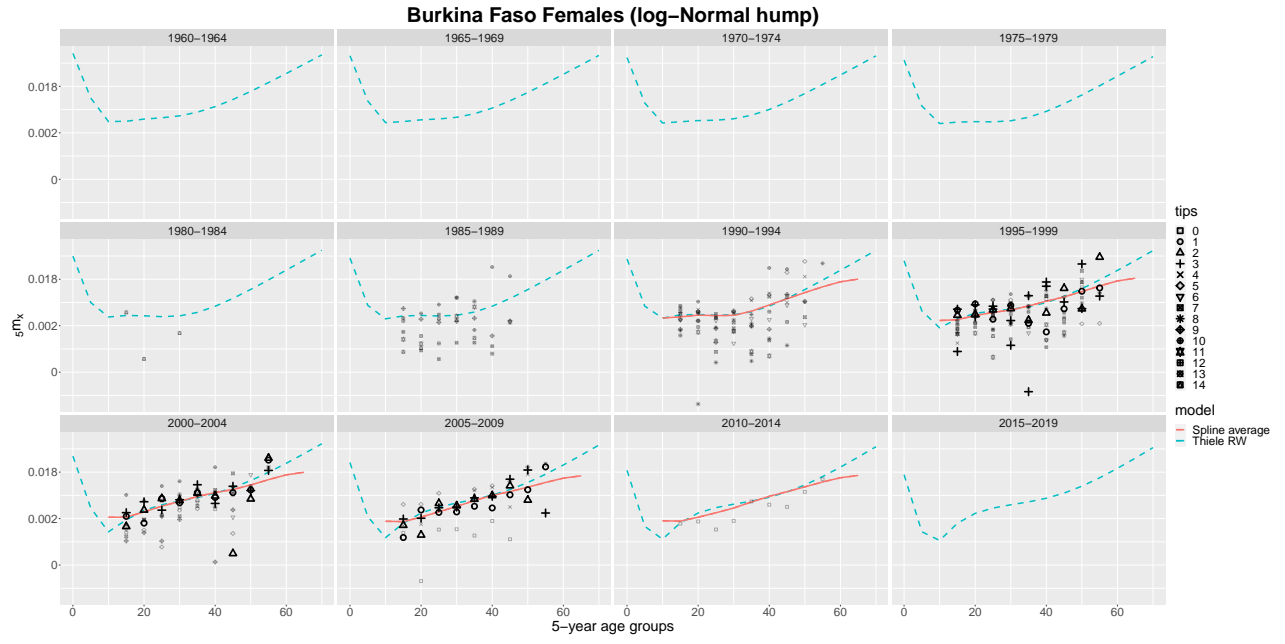 Burkina Faso Females (log−Normal hump)
1960−1964 1965−1969 1970−1974 1975−1979
0.018
0.002
0
1980−1984 1985−1989 1990−1994 1995−1999
0.018
0.002
0
5mx
2000−2004 2005−2009 2010−2014 2015−2019
0.018
0.002
0
0 20 40 60 0 20 40 60 0 20 40 60 0 20 40 60
5−year age groups
tips
0
1
2
3
4
5
6
7
8
9
10
11
12
13
14
model
Spline average
Thiele RW